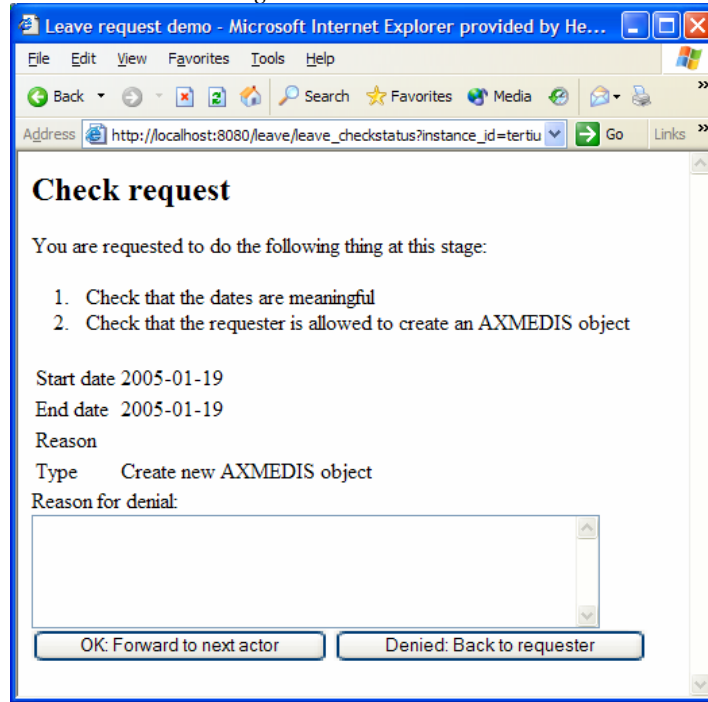 Leave request demo - Microsoft Internet Explorer provided by He...
File Edit View Favorites Tools Help
Back Search Favorites Media »
Address http://localhost:8080/leave/leave_checkstatus?instance_id=tertiu Go Links »
Check request
You are requested to do the following thing at this stage:
1. Check that the dates are meaningful
2. Check that the requester is allowed to create an AXMEDIS object
Start date 2005-01-19
End date 2005-01-19
Reason
Type Create new AXMEDIS object
Reason for denial:
OK: Forward to next actor Denied: Back to requester